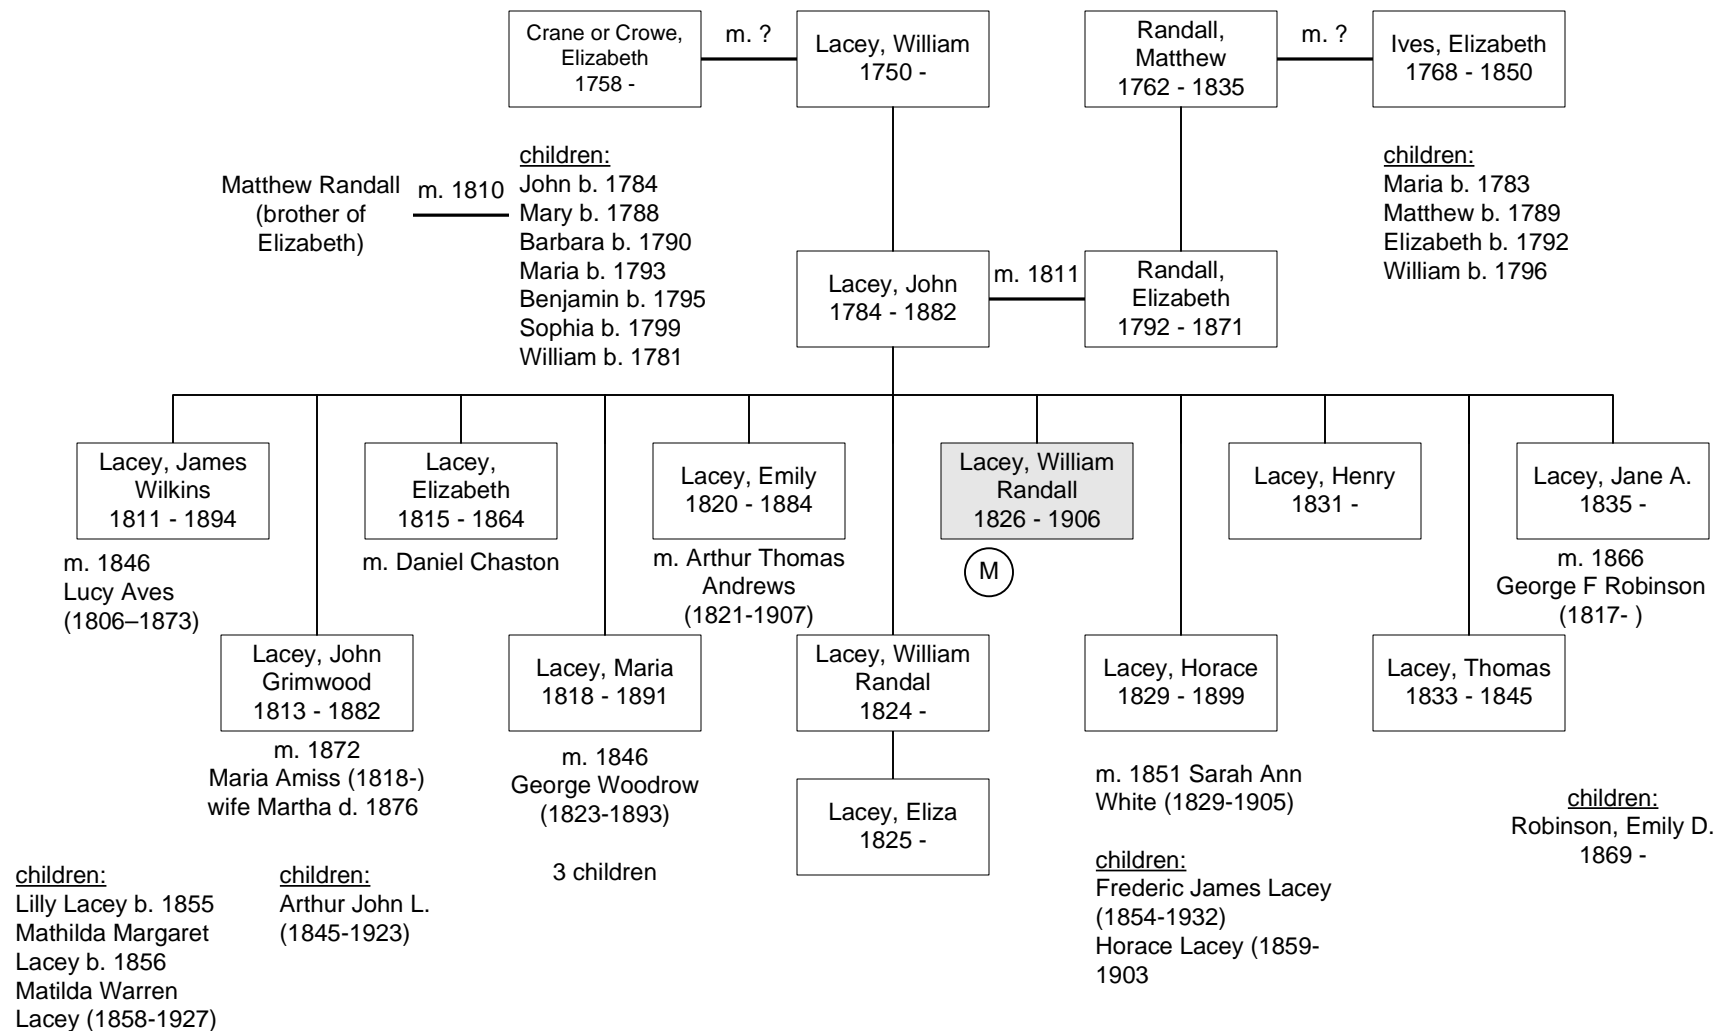 Crane or Crowe,
Elizabeth
1758 -
m. ?
Lacey, William
1750 -
Randall,
Matthew
1762 - 1835
m. ?
Ives, Elizabeth
1768 - 1850
Matthew Randall
(brother of
Elizabeth)
m. 1810
children:
John b. 1784
Mary b. 1788
Barbara b. 1790
Maria b. 1793
Benjamin b. 1795
Sophia b. 1799
William b. 1781
children:
Maria b. 1783
Matthew b. 1789
Elizabeth b. 1792
William b. 1796
Lacey, John
1784 - 1882
m. 1811
Randall,
Elizabeth
1792 - 1871
Lacey, James
Wilkins
1811 - 1894
m. 1846
Lucy Aves
(1806–1873)
Lacey,
Elizabeth
1815 - 1864
m. Daniel Chaston
Lacey, Emily
1820 - 1884
m. Arthur Thomas
Andrews
(1821-1907)
Lacey, William
Randall
1826 - 1906
M
Lacey, Henry
1831 -
Lacey, Jane A.
1835 -
m. 1866
George F Robinson
(1817- )
Lacey, John
Grimwood
1813 - 1882
m. 1872
Maria Amiss (1818-)
wife Martha d. 1876
Lacey, Maria
1818 - 1891
m. 1846
George Woodrow
(1823-1893)
3 children
Lacey, William
Randal
1824 -
Lacey, Eliza
1825 -
Lacey, Horace
1829 - 1899
m. 1851 Sarah Ann
White (1829-1905)
children:
Frederic James Lacey
(1854-1932)
Horace Lacey (1859-
1903
Lacey, Thomas
1833 - 1845
children:
Robinson, Emily D.
1869 -
children:
Lilly Lacey b. 1855
Mathilda Margaret
Lacey b. 1856
Matilda Warren
Lacey (1858-1927)
children:
Arthur John L.
(1845-1923)